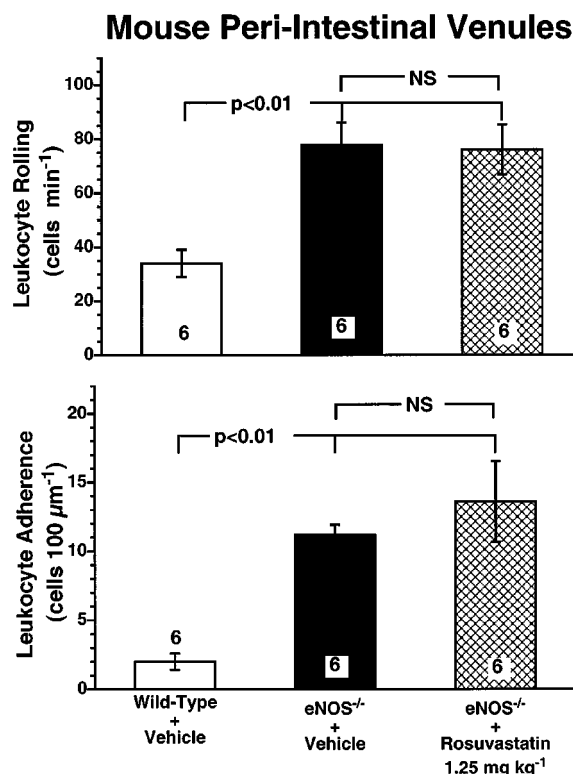 Mouse Peri-Intestinal Venules
Leukocyte Rolling
(cells min⁻¹)
100
80
60
40
20
0
NS
p<0.01
6
6
6
Leukocyte Adherence
(cells 100 µm⁻¹)
20
15
10
5
0
NS
p<0.01
6
6
6
Wild-Type
+
Vehicle
eNOS⁻/⁻
+
Vehicle
eNOS⁻/⁻
+
Rosuvastatin
1.25 mg kg⁻¹